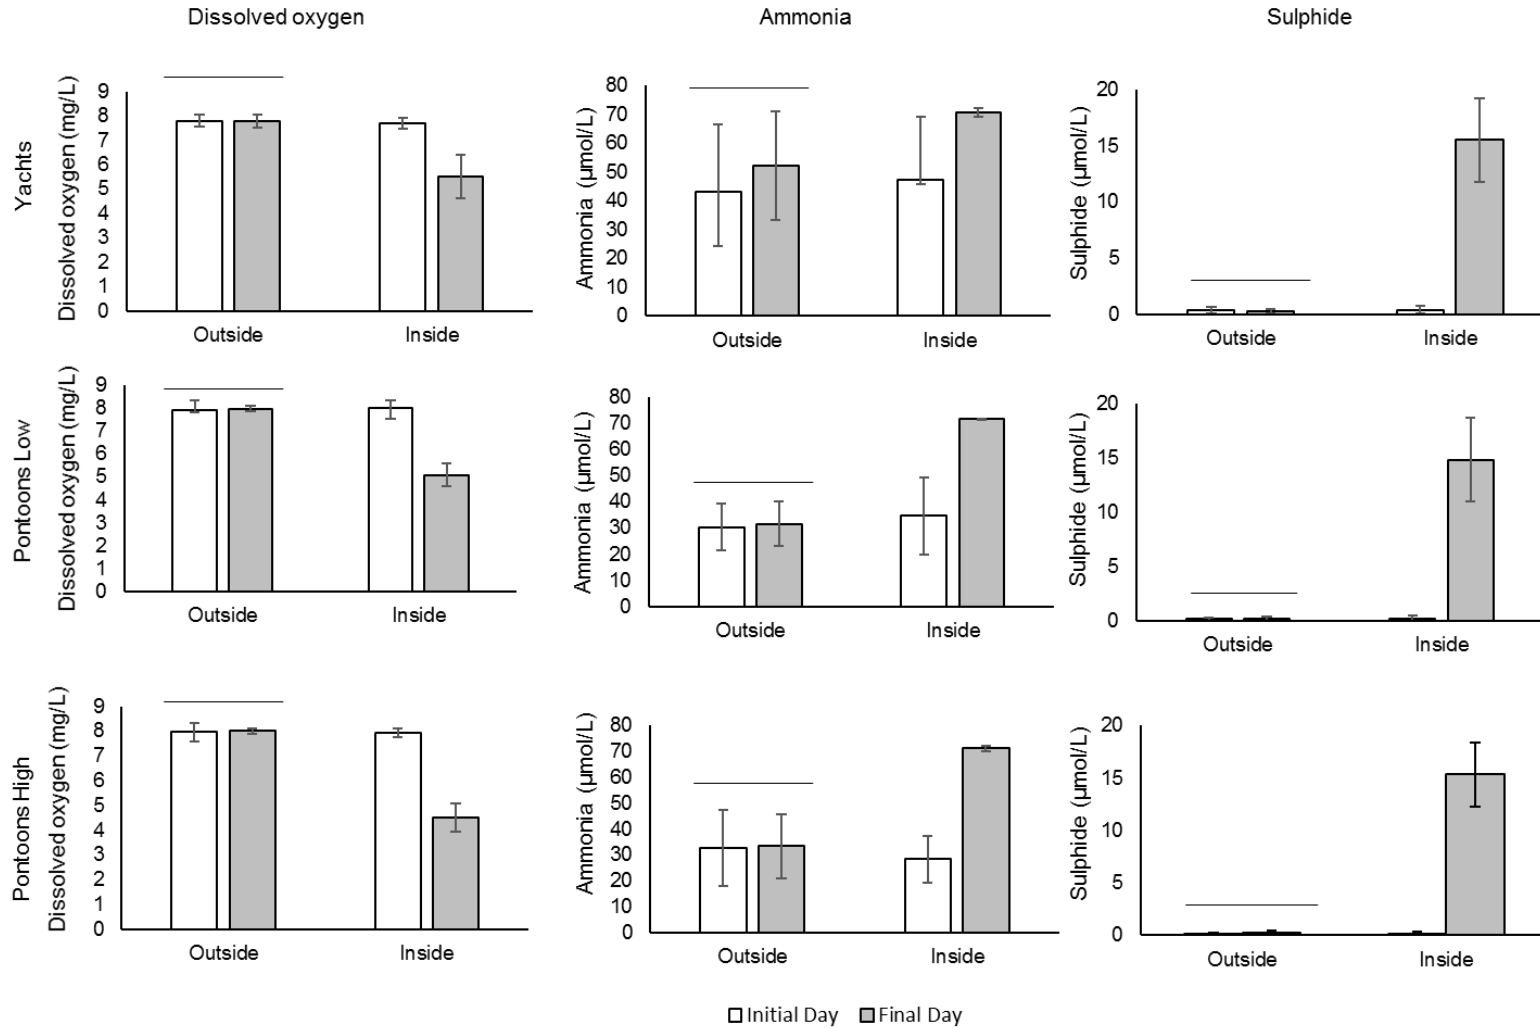 Dissolved oxygen
Ammonia
Sulphide
Yachts
Dissolved oxygen (mg/L)
9
8
7
6
5
4
3
2
1
0
Outside
Inside
Ammonia (µmol/L)
80
70
60
50
40
30
20
10
0
Outside
Inside
Sulphide (µmol/L)
20
15
10
5
0
Outside
Inside
Pontoons Low
Dissolved oxygen (mg/L)
9
8
7
6
5
4
3
2
1
0
Outside
Inside
Ammonia (µmol/L)
80
70
60
50
40
30
20
10
0
Outside
Inside
Sulphide (µmol/L)
20
15
10
5
0
Outside
Inside
Pontoons High
Dissolved oxygen (mg/L)
9
8
7
6
5
4
3
2
1
0
Outside
Inside
Ammonia (µmol/L)
80
70
60
50
40
30
20
10
0
Outside
Inside
Sulphide (µmol/L)
20
15
10
5
0
Outside
Inside
Initial Day Final Day